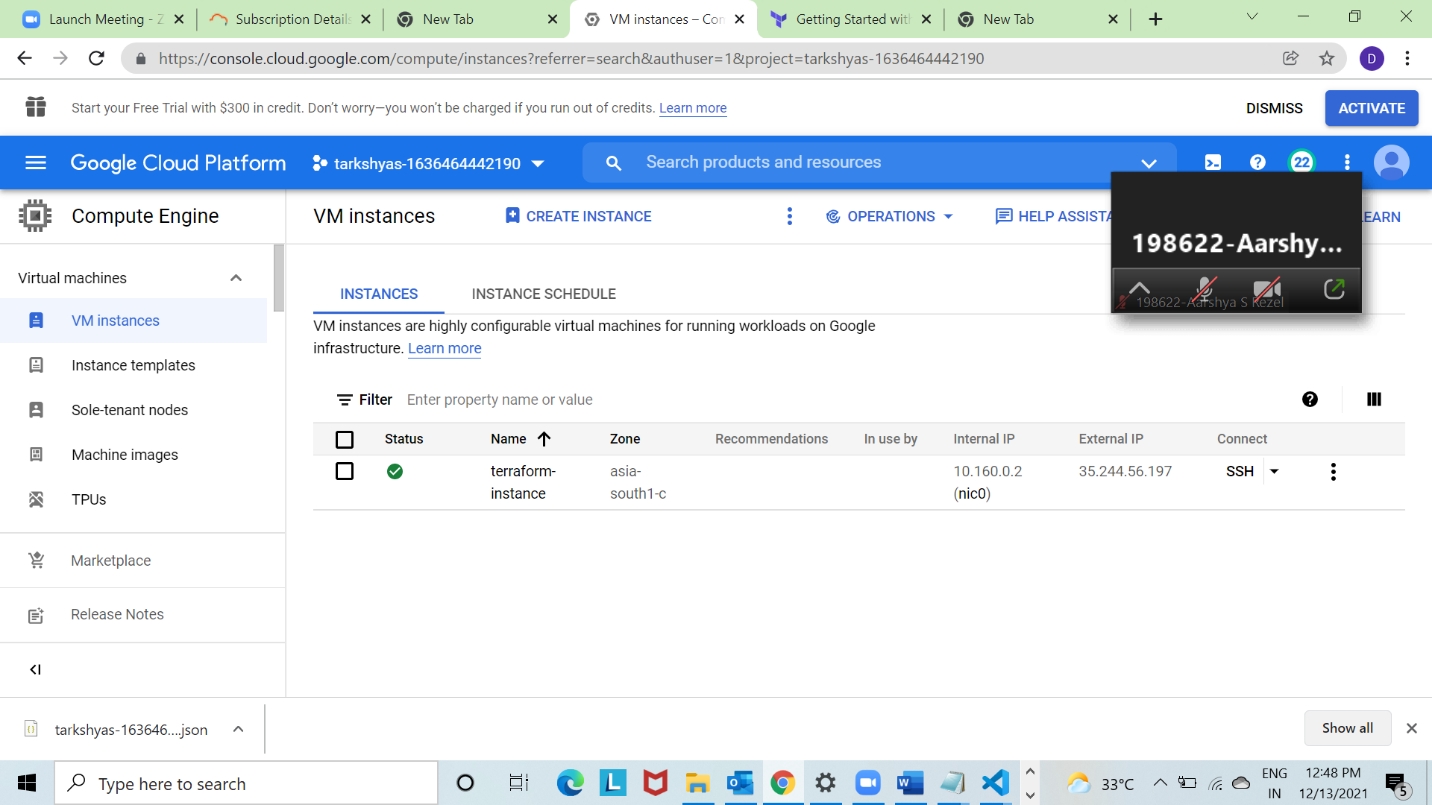 Launch Meeting - Z
Subscription Details
New Tab
VM instances – Con
Getting Started with
New Tab
https://console.cloud.google.com/compute/instances?referrer=search&authuser=1&project=tarkshyas-1636464442190
D
Start your Free Trial with $300 in credit. Don't worry—you won't be charged if you run out of credits. Learn more
DISMISS
ACTIVATE
Google Cloud Platform
tarkshyas-1636464442190
Search products and resources
22
Compute Engine
VM instances
CREATE INSTANCE
OPERATIONS
HELP ASSISTA
EARN
198622-Aarshy...
198622-Aarshya S Kezel
Virtual machines
VM instances
Instance templates
Sole-tenant nodes
Machine images
TPUs
Marketplace
Release Notes
INSTANCES
INSTANCE SCHEDULE
VM instances are highly configurable virtual machines for running workloads on Google
infrastructure. Learn more
Filter Enter property name or value
Status Name Zone Recommendations In use by Internal IP External IP Connect
terraform- asia- 10.160.0.2 35.244.56.197 SSH
instance south1-c (nic0)
tarkshyas-163646....json
Show all
Type here to search
L
33°C
ENG
IN
12:48 PM
12/13/2021
5